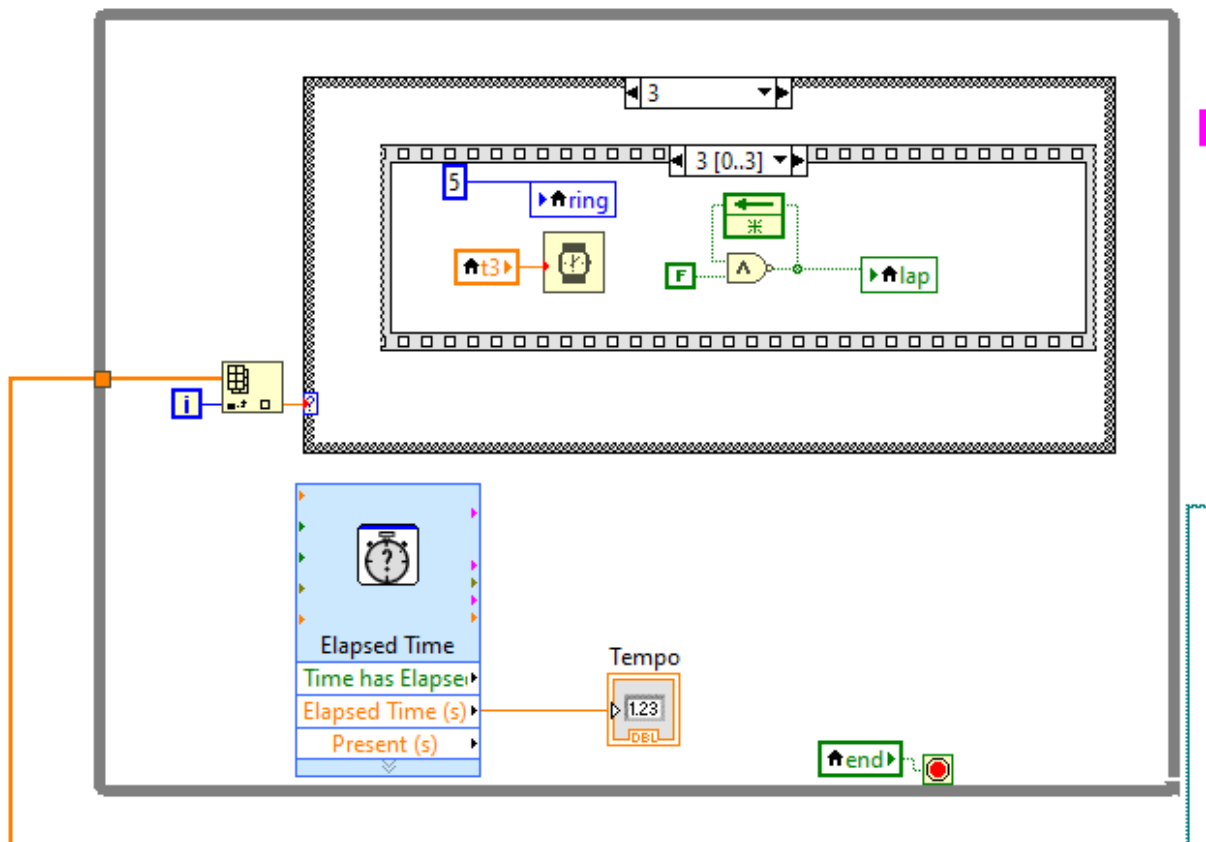 3
3 [0..3]
5
ring
t3
F
lap
i
?
?
Elapsed Time
Tempo
Time has Elapse
Elapsed Time (s)
1.23
DBL
Present (s)
end